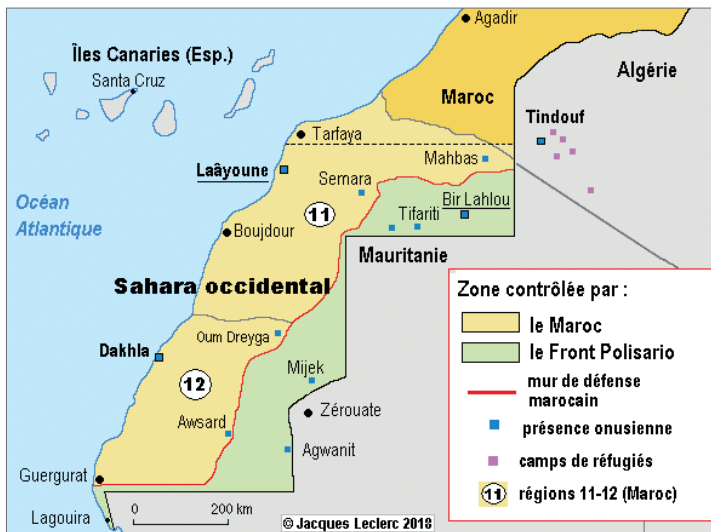 Agadir
Îles Canaries (Esp.)
Santa Cruz
Algérie
Maroc
Tindouf
Tarfaya
Mahbas
Laâyoune
Semara
Bir Lahlou
Océan
Atlantique
11
Tifariti
Boujdour
Mauritanie
Sahara occidental
Zone contrôlée par :
le Maroc
Oum Dreyga
Dakhla
le Front Polisario
Mijek
12
mur de défense
marocain
Zérouate
Awsard
présence onusienne
Agwanit
camps de réfugiés
Guergurat
11 régions 11-12 (Maroc)
Lagouira
0 200 km
© Jacques Leclerc 2018